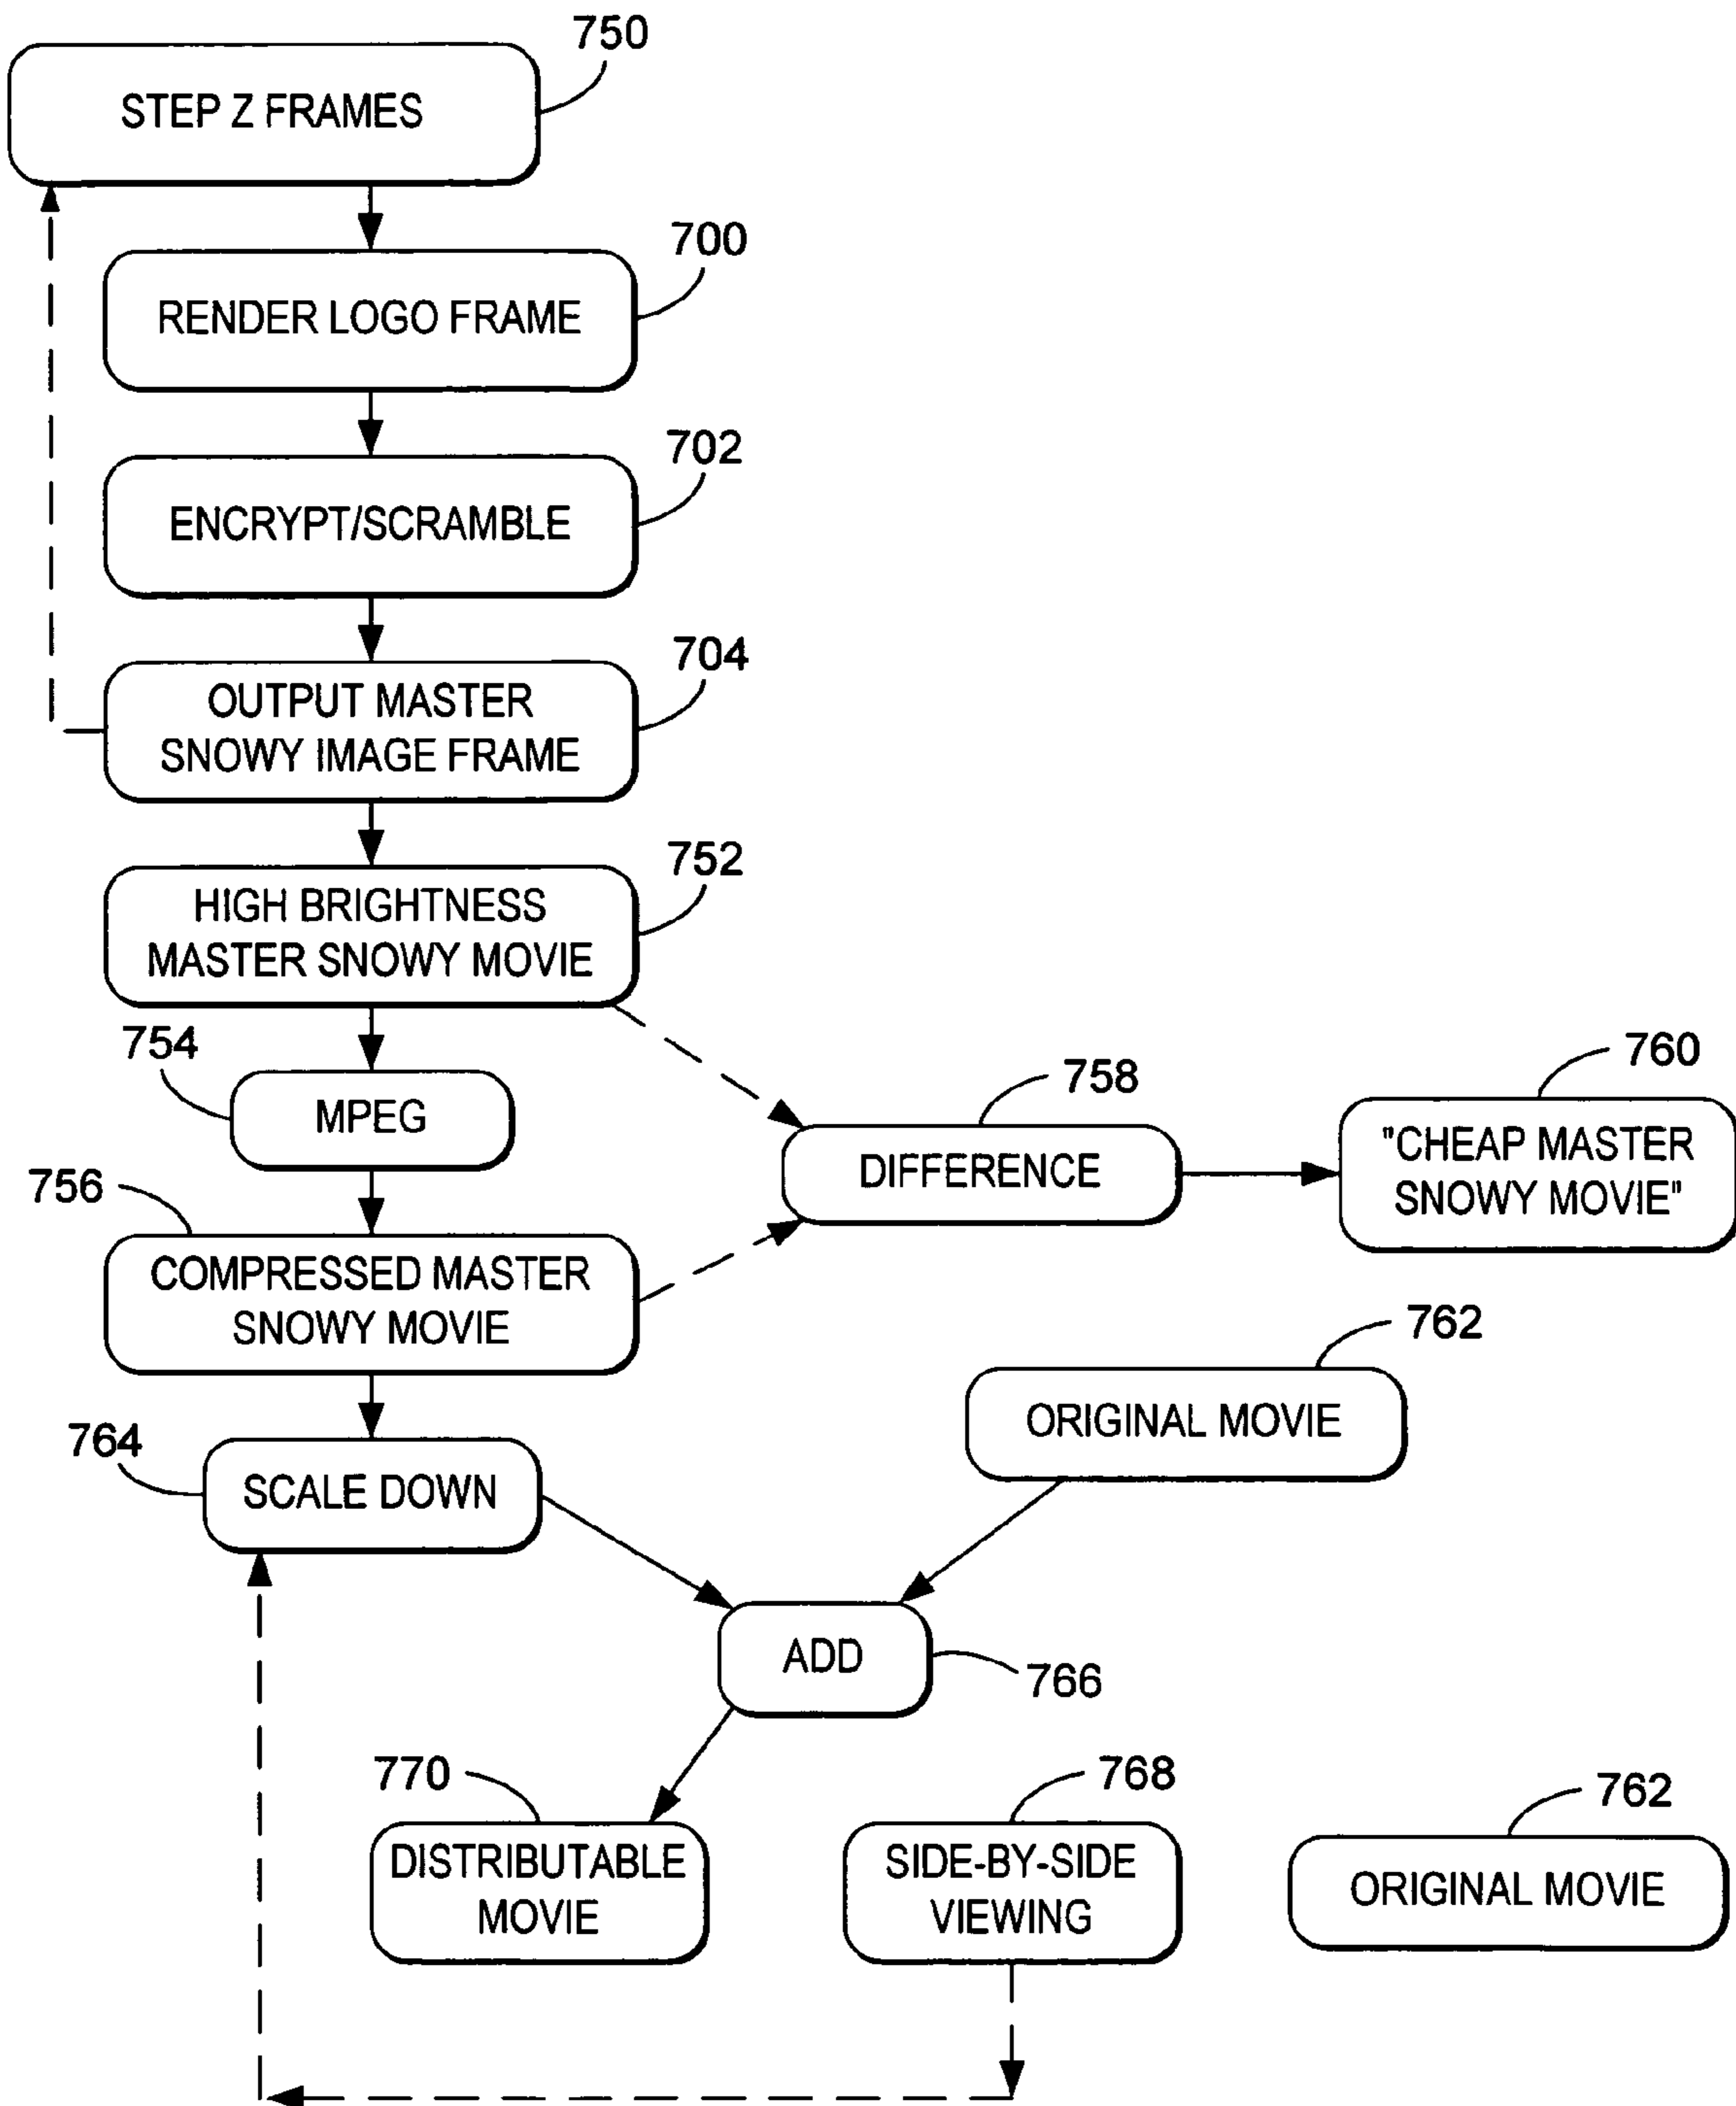 750
STEP Z FRAMES
700
RENDER LOGO FRAME
702
ENCRYPT/SCRAMBLE
704
OUTPUT MASTER
SNOWY IMAGE FRAME
752
HIGH BRIGHTNESS
MASTER SNOWY MOVIE
754
MPEG
758
DIFFERENCE
760
"CHEAP MASTER
SNOWY MOVIE"
756
COMPRESSED MASTER
SNOWY MOVIE
762
ORIGINAL MOVIE
764
SCALE DOWN
ADD
766
770
DISTRIBUTABLE
MOVIE
768
SIDE-BY-SIDE
VIEWING
762
ORIGINAL MOVIE